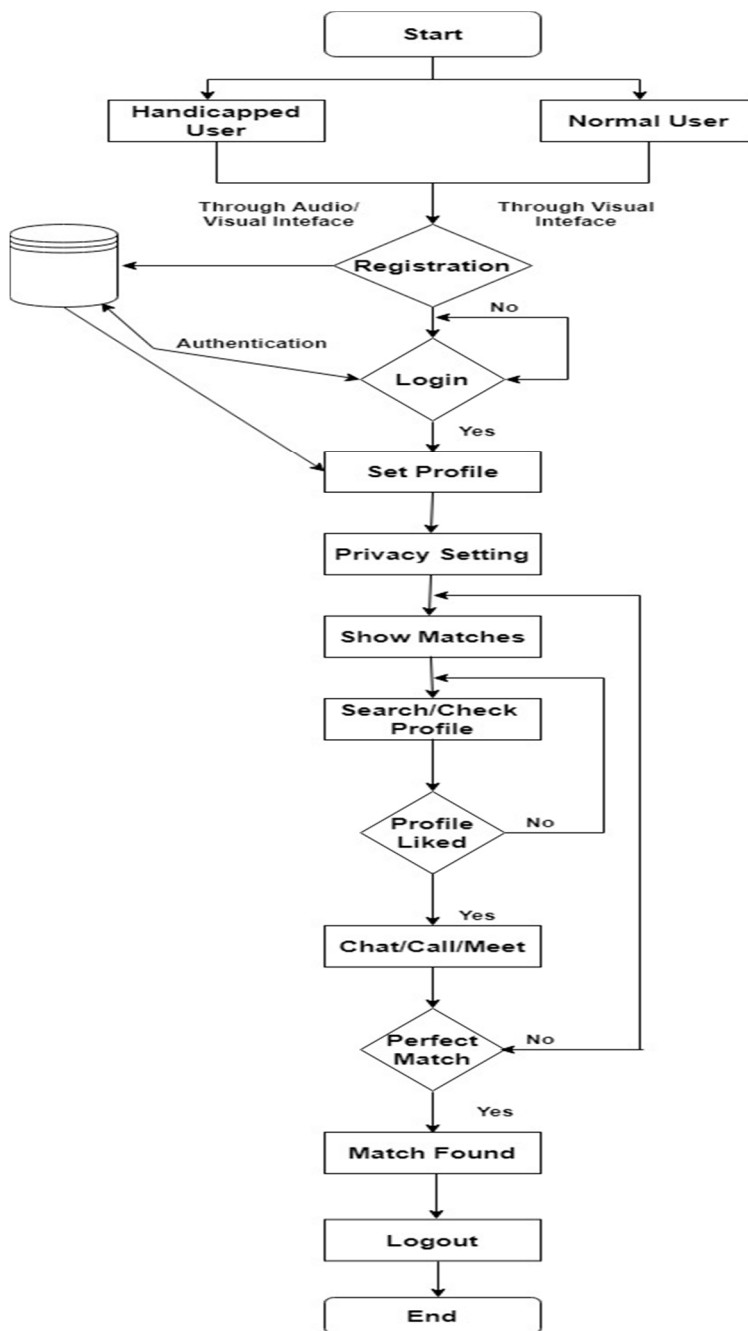 Start
Handicapped
User
Normal User
Through Audio/
Visual Inteface
Through Visual
Inteface
Registration
No
Authentication
Login
Yes
Set Profile
Privacy Setting
Show Matches
Search/Check
Profile
Profile
Liked
No
Yes
Chat/Call/Meet
Perfect
Match
No
Yes
Match Found
Logout
End